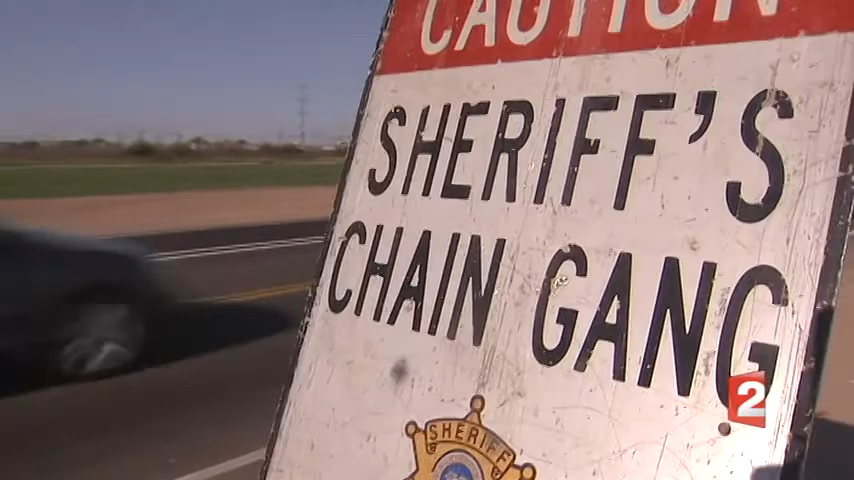 CAUTION
SHERIFF'S
CHAIN GANG
SHERIFF
2